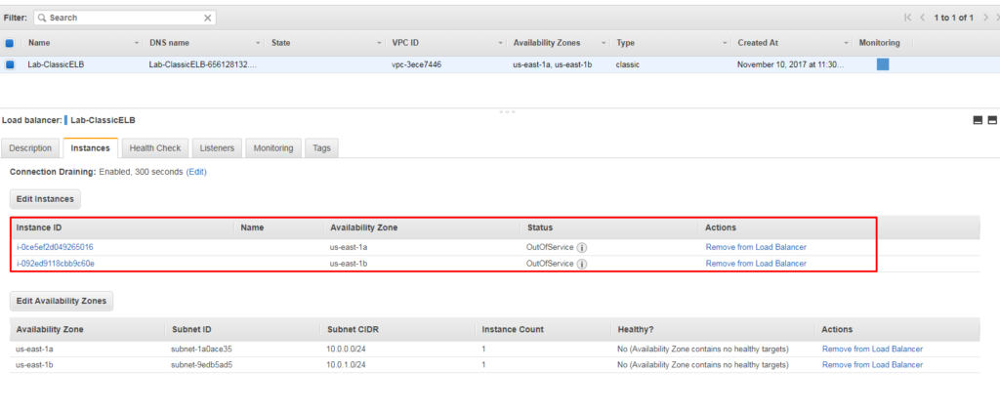 Filter: Search 1 to 1 of 1
Name DNS name State VPC ID Availability Zones Type Created At Monitoring
Lab-ClassicELB Lab-ClassicELB-656128132.... vpc-3ece7446 us-east-1a, us-east-1b classic November 10, 2017 at 11:30...
Load balancer: Lab-ClassicELB
Description Instances Health Check Listeners Monitoring Tags
Connection Draining: Enabled, 300 seconds (Edit)
Edit Instances
Instance ID Name Availability Zone Status Actions
i-0ce5ef2d049265016 us-east-1a OutOfService i Remove from Load Balancer
i-092ed9118cbb9c60e us-east-1b OutOfService i Remove from Load Balancer
Edit Availability Zones
Availability Zone Subnet ID Subnet CIDR Instance Count Healthy? Actions
us-east-1a subnet-1a0ace35 10.0.0.0/24 1 No (Availability Zone contains no healthy targets) Remove from Load Balancer
us-east-1b subnet-9edb5ad5 10.0.1.0/24 1 No (Availability Zone contains no healthy targets) Remove from Load Balancer